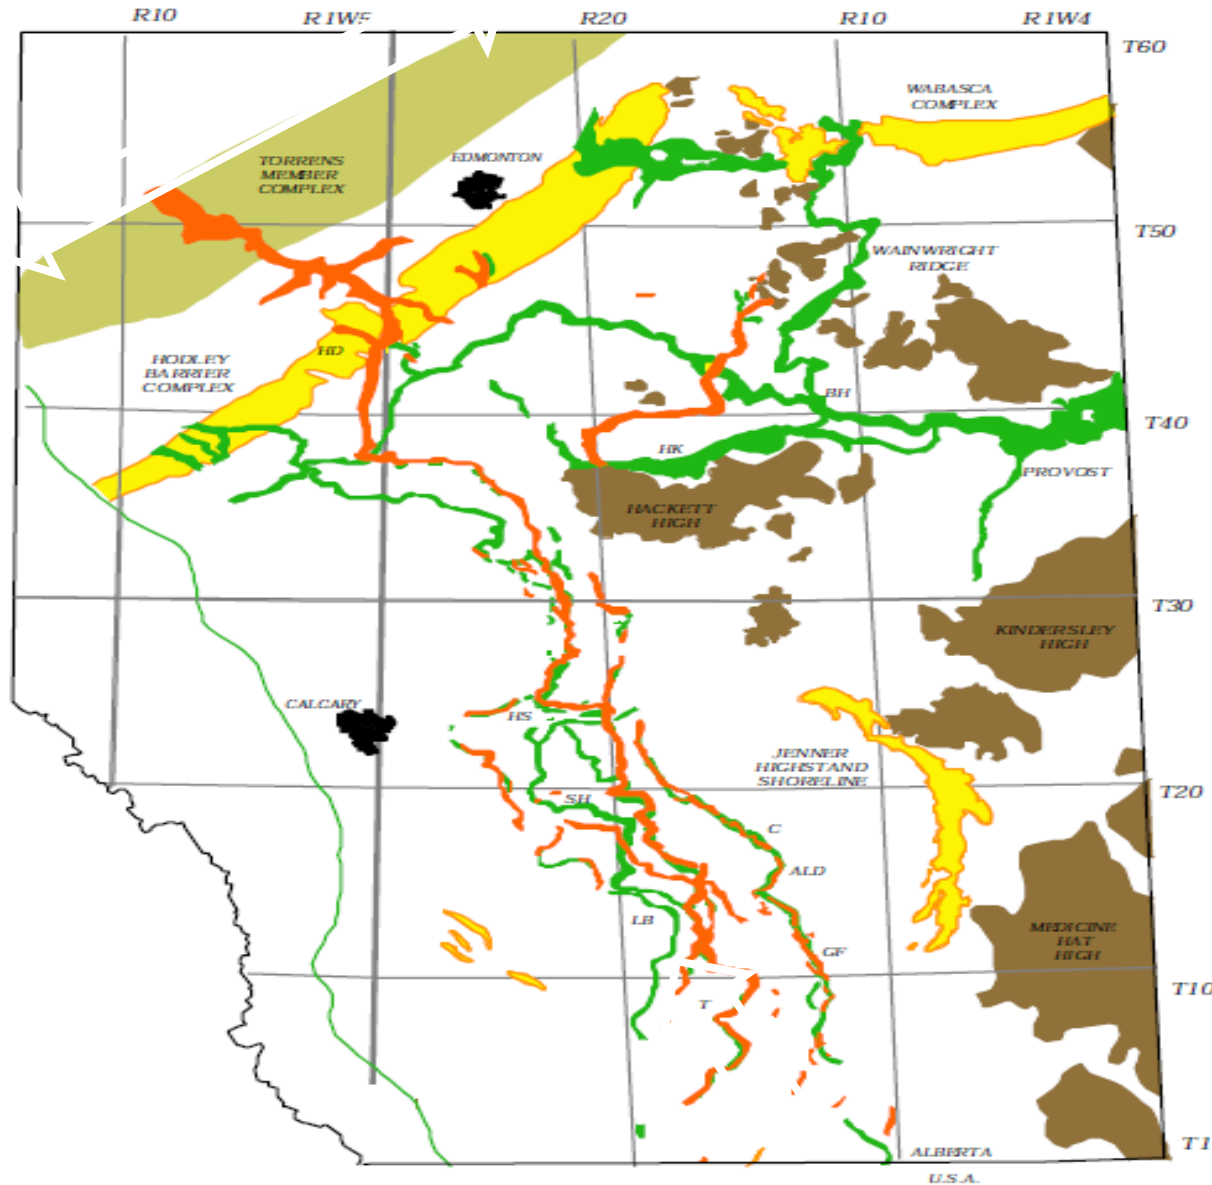 R10 R1W5 R20 R10 R1W4
T60
WABASCA
COMPLEX
TORRENS
MEMBER
COMPLEX
EDMONTON
T50
WAINWRIGHT
RIDGE
HD
HODLEY
BARRIER
COMPLEX
BH
T40
HK
PROVOST
HACKETT
HIGH
T30
KINDERSLEY
HIGH
CALGARY
HS
JENNER
HIGHSTAND
SHORELINE
T20
SH
C
ALD
LB
MEDICINE
HAT
HIGH
GF
T10
T
T1
ALBERTA
U.S.A.